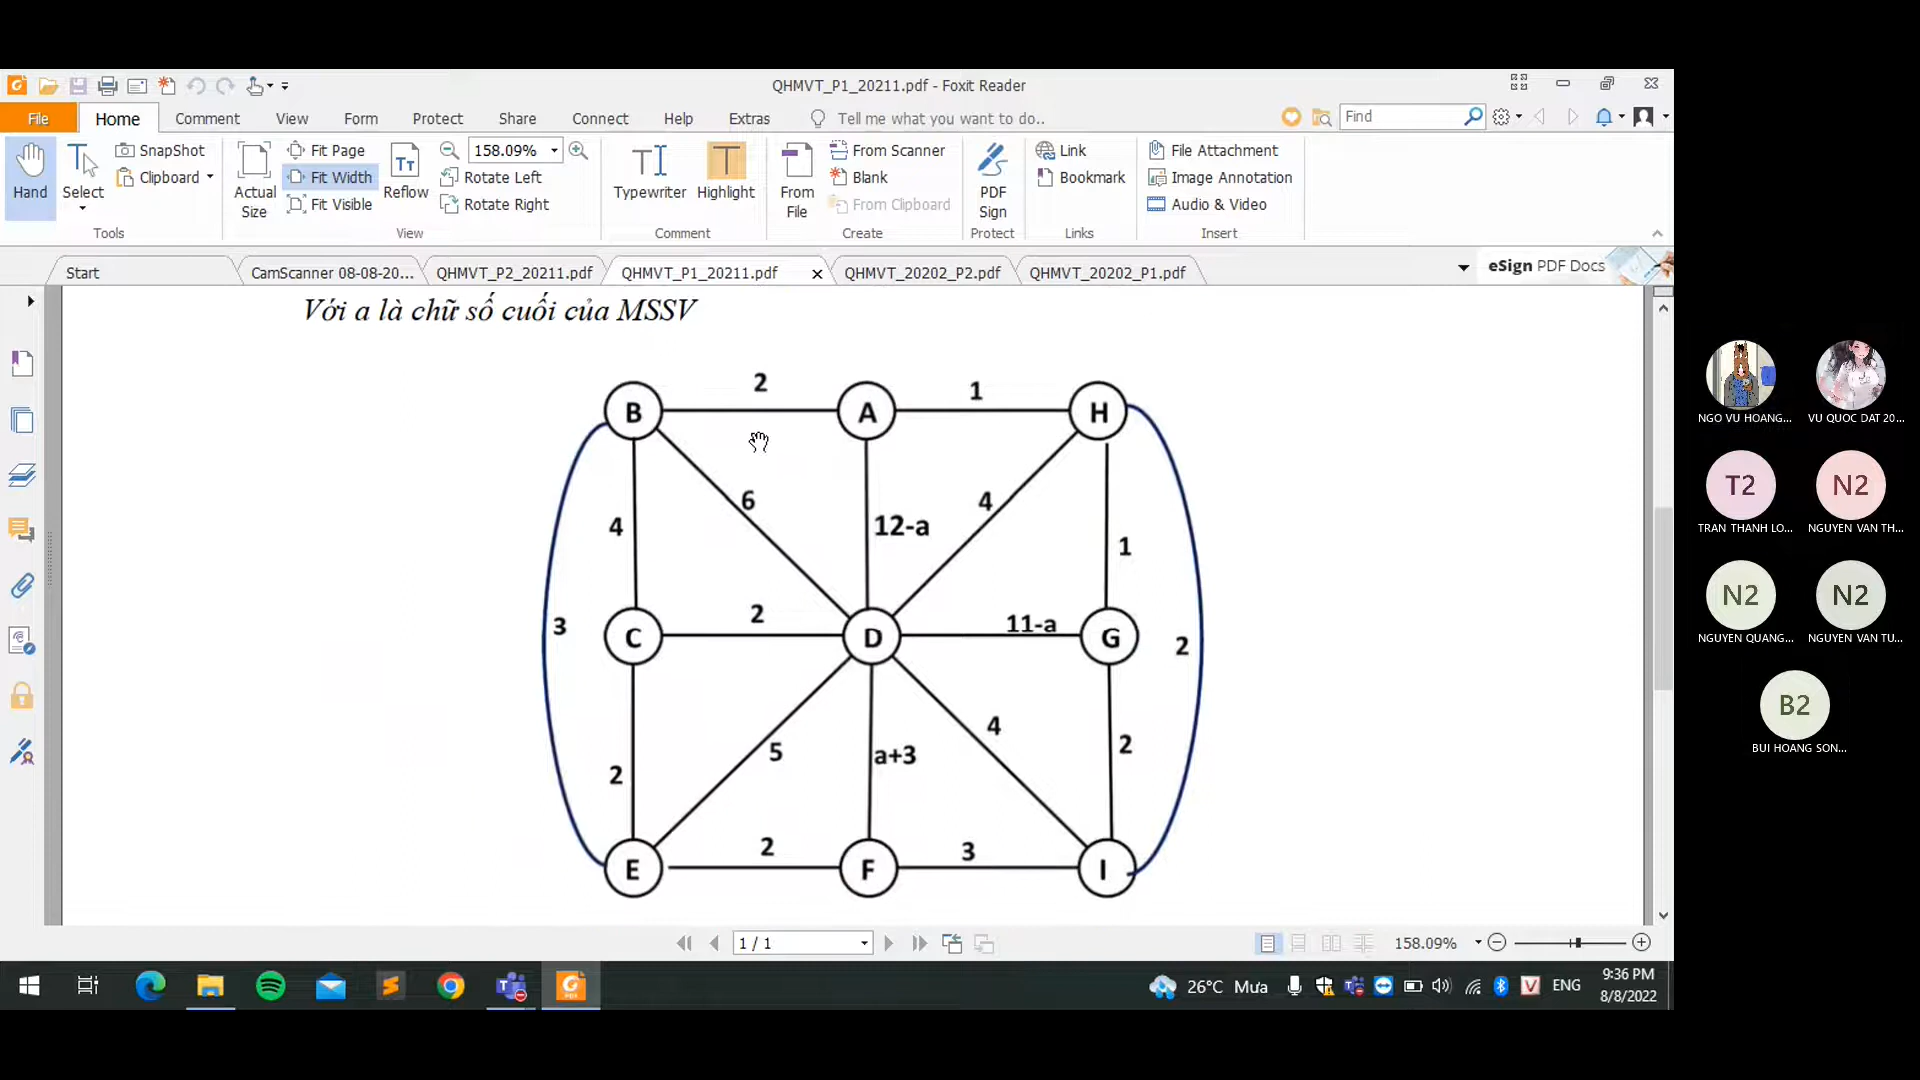 QHMVT_P1_20211.pdf - Foxit Reader
File Home Comment View Form Protect Share Connect Help Extras Tell me what you want to do.. Find
Hand
Select
SnapShot
Clipboard
Tools
Actual Size
Fit Page
Fit Width
Fit Visible
Reflow
158.09%
Rotate Left
Rotate Right
View
Typewriter
Highlight
Comment
From File
From Scanner
Blank
From Clipboard
Create
PDF Sign
Protect
Link
Bookmark
Links
File Attachment
Image Annotation
Audio & Video
Insert
Start CamScanner 08-08-20... QHMVT_P2_20211.pdf QHMVT_P1_20211.pdf QHMVT_20202_P2.pdf QHMVT_20202_P1.pdf eSign PDF Docs
Với a là chữ số cuối của MSSV
2 1
B A H
6 4
4 12-a 1
2 11-a
3 C D G 2
4
5 a+3 2
2
2 3
E F I
1 / 1 158.09%
NGO VU HOANG... VU QUOC DAT 20...
T2 N2
TRAN THANH LO... NGUYEN VAN TH...
N2 N2
NGUYEN QUANG... NGUYEN VAN TU...
B2
BUI HOANG SON...
26°C Mưa ENG 9:36 PM
8/8/2022